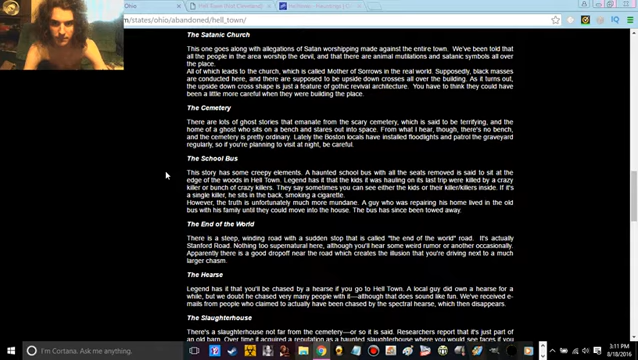 Ohio
Hell Town (Not Cleveland)
m/states/ohio/abandoned/hell_town/
The Satanic Church
This one goes along with allegations of Satan worshipping made against the entire town. We've been told that
all the people in the area worship the devil, and that there are animal mutilations and satanic symbols all over
the place.
All of which leads to the church, which is called Mother of Sorrows in the real world. Supposedly, black masses
are conducted here, and there are supposed to be upside down crosses all over the building. As it turns out,
the upside down cross shape is just a feature of gothic revival architecture. You have to think they could have
been a little more careful when they were building the place.
The Cemetery
There are lots of ghost stories that emanate from the scary cemetery, which is said to be terrifying, and the
home of a ghost who sits on a bench and stares out into space. From what I hear, though, there's no bench,
and the cemetery is pretty ordinary. Lately the Boston locals have installed floodlights and patrol the graveyard
regularly, so if you're planning to visit at night, be careful.
The School Bus
This story has some creepy elements. A haunted school bus with all the seats removed is said to sit at the
edge of the woods in Hell Town. Legend has it that the kids it was hauling on its last trip were killed by a crazy
killer or bunch of crazy killers. They say sometimes you can see either the kids or their killer/killers inside. If it's
a single killer, he sits in the back, smoking a cigarette.
However, the truth is unfortunately much more mundane. A guy who was repairing his home lived in the old
bus with his family until they could move into the house. The bus has since been towed away.
The End of the World
There is a steep, winding road with a sudden stop that is called "the end of the world" road. It's actually
Stanford Road. Nothing too supernatural here, although you'll hear some weird rumor or another occasionally.
Apparently there is a good dropoff near the road which creates the illusion that you're driving next to a much
larger chasm.
The Hearse
Legend has it that you'll be chased by a hearse if you go to Hell Town. A local guy did own a hearse for a
while, but we doubt he chased very many people with it—although that does sound like fun. We've received e-
mails from people who claimed to actually have been chased by the spectral hearse, which then disappears.
The Slaughterhouse
There's a slaughterhouse not far from the cemetery—or so it is said. Researchers report that it's just part of
an old barn. Over time it acquired a reputation as a haunted slaughterhouse where you would see faces if you
I'm Cortana. Ask me anything.
3:11 PM
8/18/2016